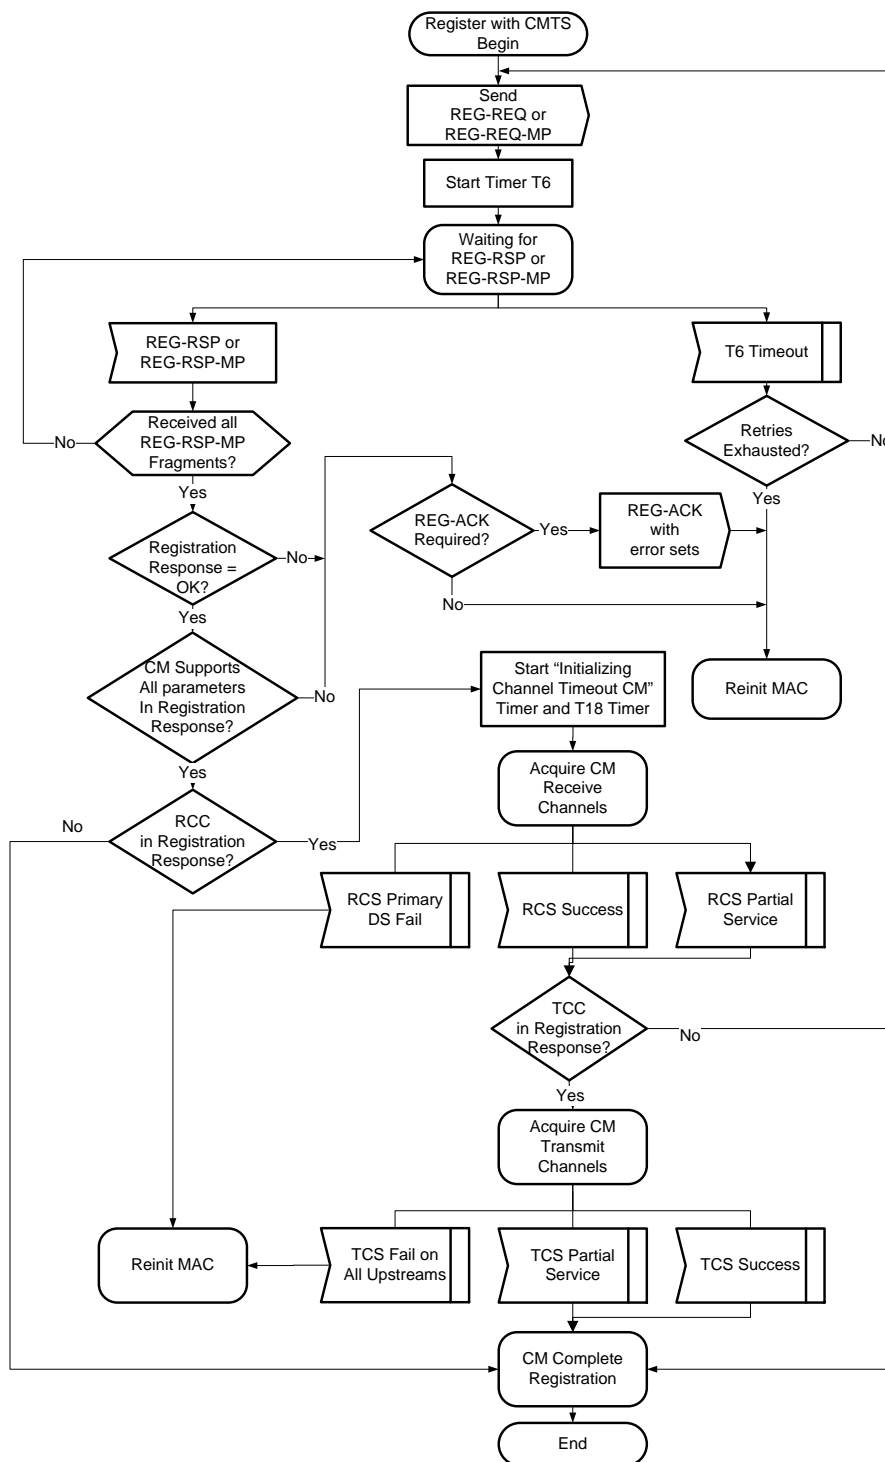 Register with CMTS
Begin
Send
REG-REQ or
REG-REQ-MP
Start Timer T6
Waiting for
REG-RSP or
REG-RSP-MP
REG-RSP or
REG-RSP-MP
T6 Timeout
Received all
REG-RSP-MP
Fragments?
No
Yes
Retries
Exhausted?
No
Yes
Registration
Response =
OK?
No
Yes
REG-ACK
Required?
Yes
No
REG-ACK
with
error sets
CM Supports
All parameters
In Registration
Response?
No
Yes
Start “Initializing
Channel Timeout CM”
Timer and T18 Timer
Reinit MAC
Acquire CM
Receive
Channels
RCC
in Registration
Response?
No
Yes
RCS Primary
DS Fail
RCS Success
RCS Partial
Service
TCC
in Registration
Response?
No
Yes
Acquire CM
Transmit
Channels
Reinit MAC
TCS Fail on
All Upstreams
TCS Partial
Service
TCS Success
CM Complete
Registration
End